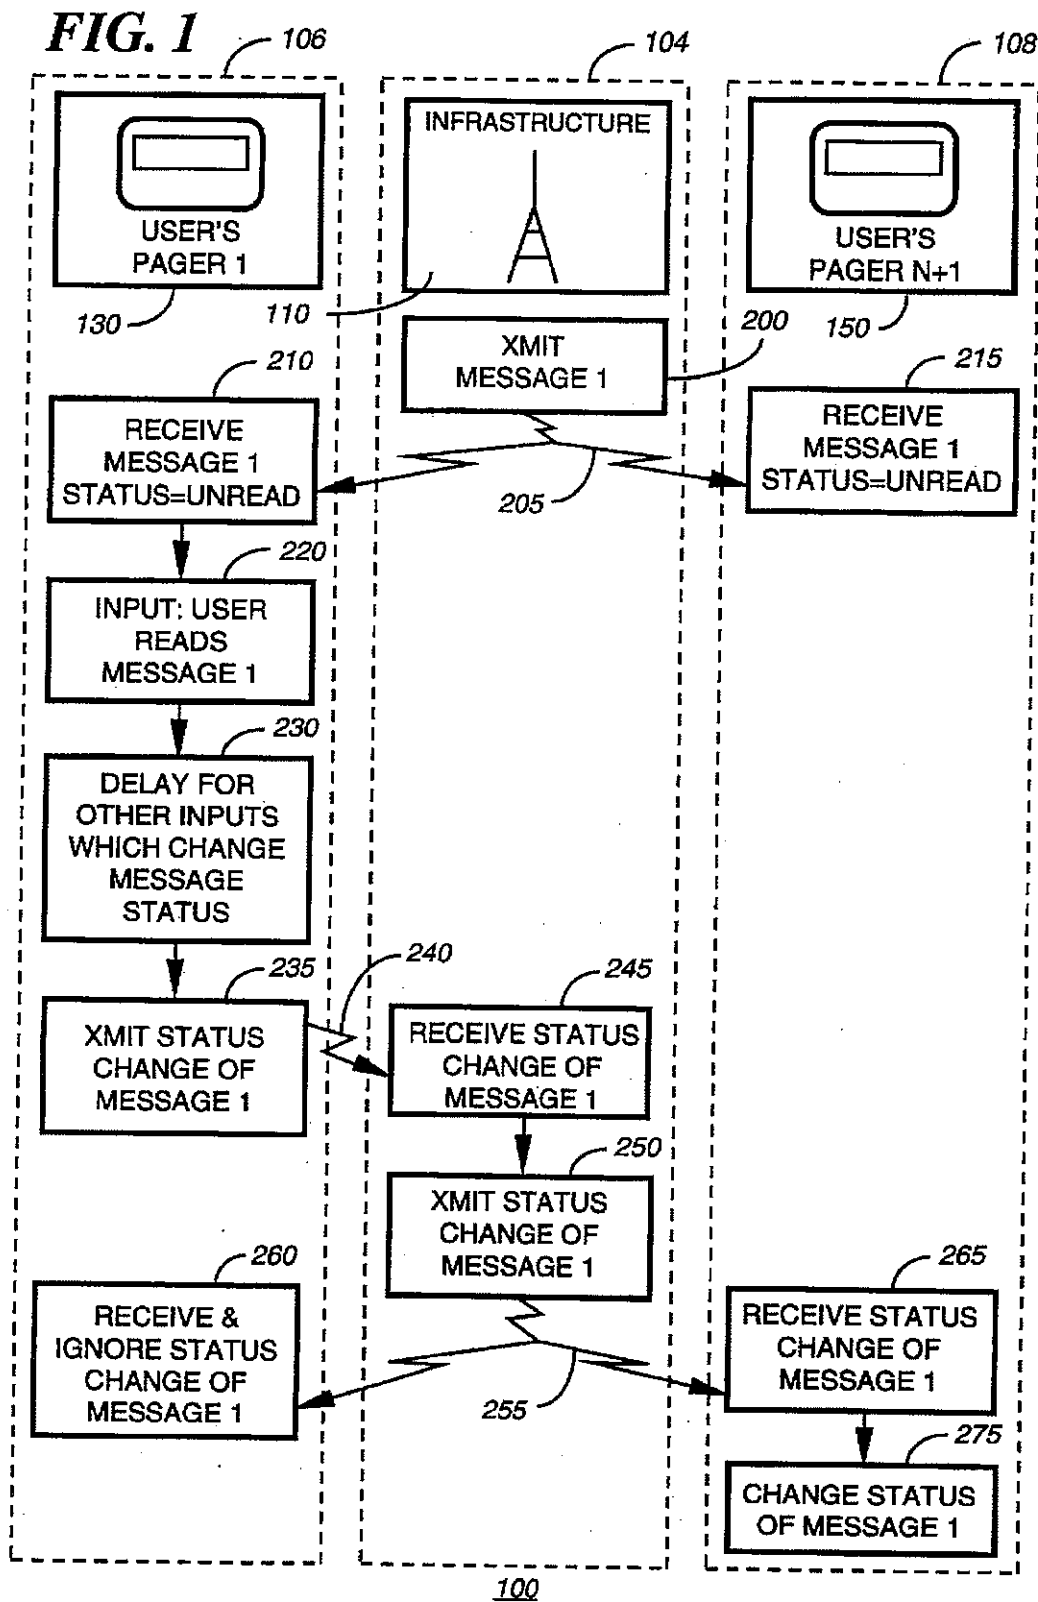 FIG. 1
106
104
108
USER'S
PAGER 1
130
INFRASTRUCTURE
110
USER'S
PAGER N+1
150
XMIT
MESSAGE 1
200
210
RECEIVE
MESSAGE 1
STATUS=UNREAD
205
215
RECEIVE
MESSAGE 1
STATUS=UNREAD
220
INPUT: USER
READS
MESSAGE 1
230
DELAY FOR
OTHER INPUTS
WHICH CHANGE
MESSAGE
STATUS
235
XMIT STATUS
CHANGE OF
MESSAGE 1
240
245
RECEIVE STATUS
CHANGE OF
MESSAGE 1
250
XMIT STATUS
CHANGE OF
MESSAGE 1
255
260
RECEIVE &
IGNORE STATUS
CHANGE OF
MESSAGE 1
265
RECEIVE STATUS
CHANGE OF
MESSAGE 1
275
CHANGE STATUS
OF MESSAGE 1
100